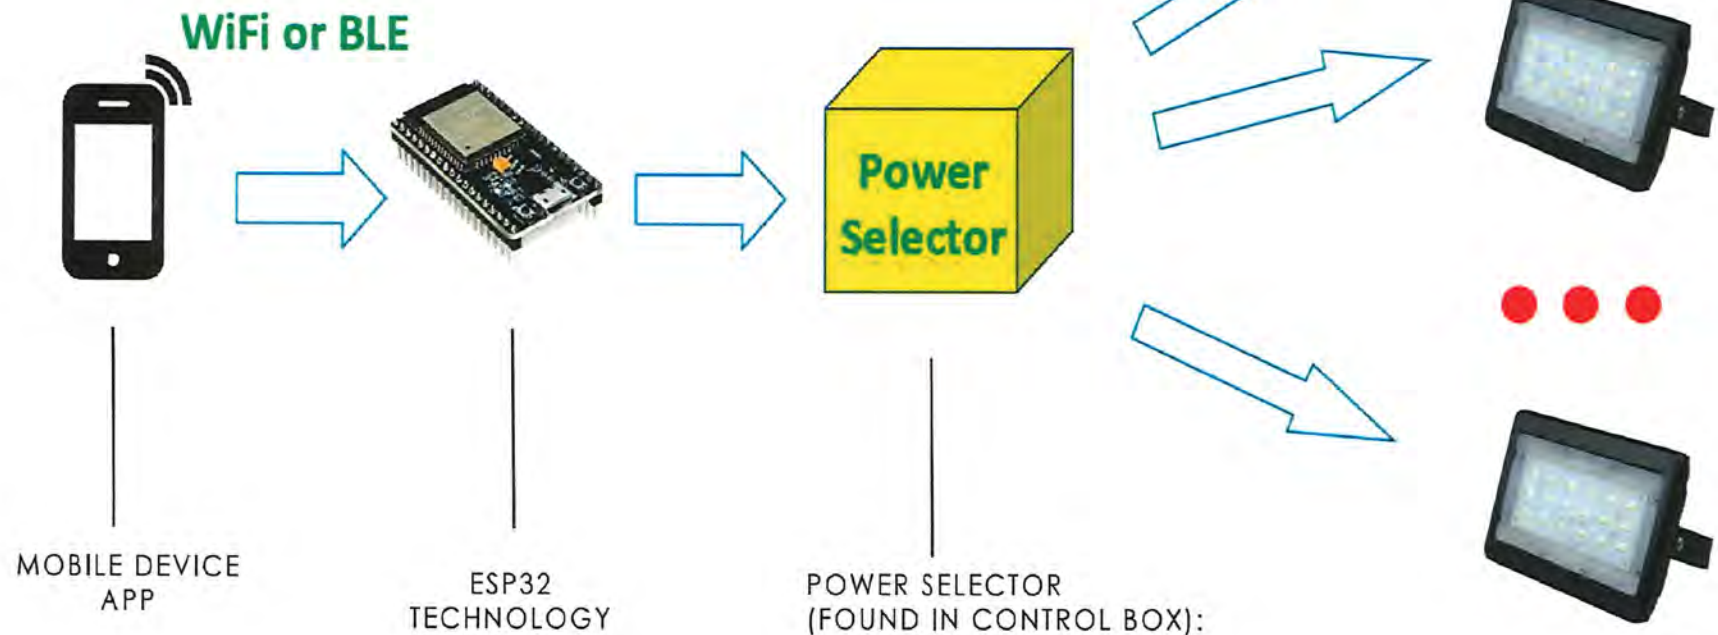 WiFi or BLE
Power
Selector
MOBILE DEVICE
APP
ESP32
TECHNOLOGY
POWER SELECTOR
(FOUND IN CONTROL BOX):